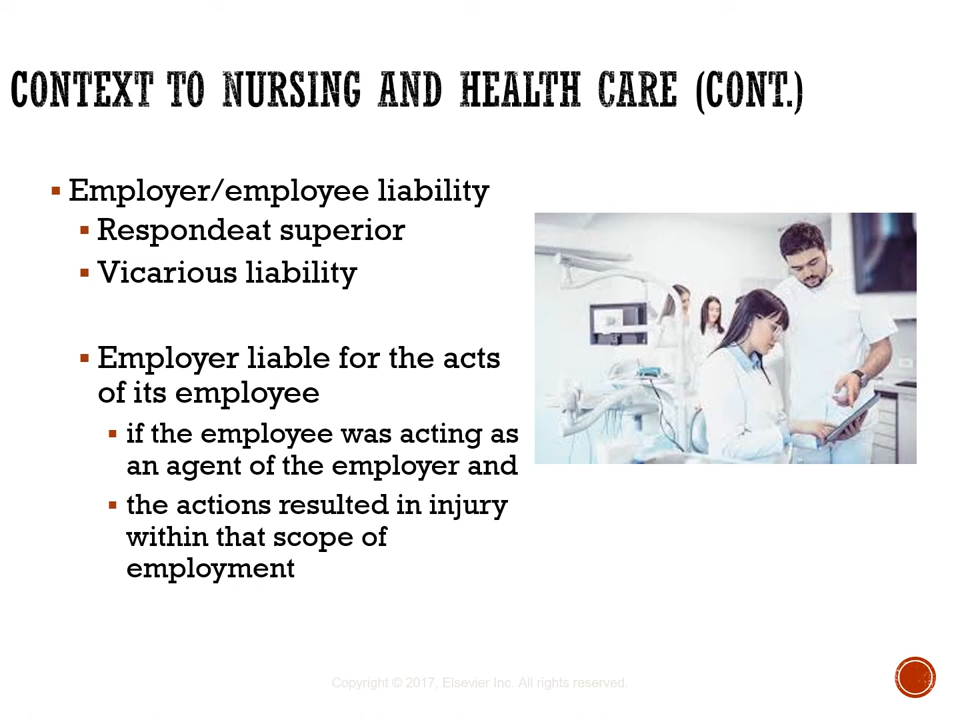 CONTEXT TO NURSING AND HEALTH CARE (CONT.)
▪ Employer/employee liability
▪ Respondeat superior
▪ Vicarious liability
▪ Employer liable for the acts
of its employee
▪ if the employee was acting as
an agent of the employer and
▪ the actions resulted in injury
within that scope of
employment
Copyright © 2017, Elsevier Inc. All rights reserved.